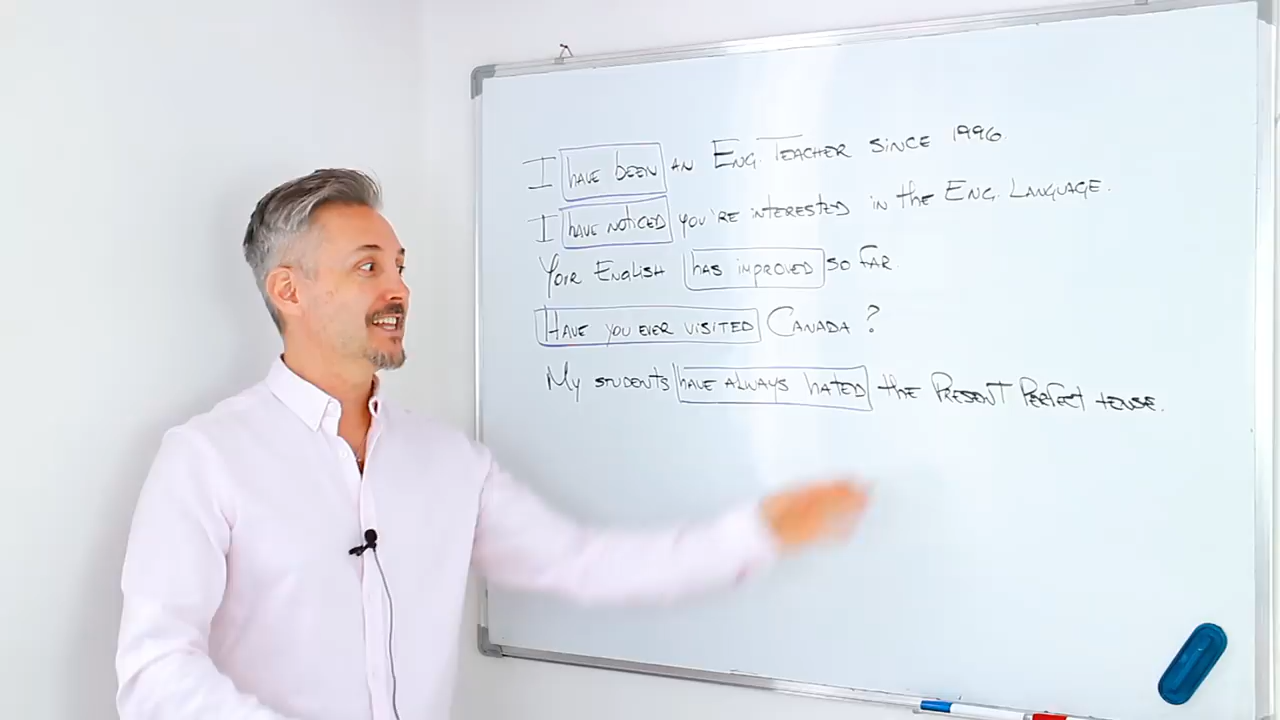 I HAVE BEEN AN ENG. TEACHER SINCE 1996
I HAVE NOTICED YOU'RE INTERESTED IN the ENG. LANGUAGE.
YOUR ENGLISH HAS IMPROVED SO FAR.
HAVE YOU EVER VISITED CANADA?
MY STUDENTS HAVE ALWAYS HATED the PRESENT PERFECT TENSE.